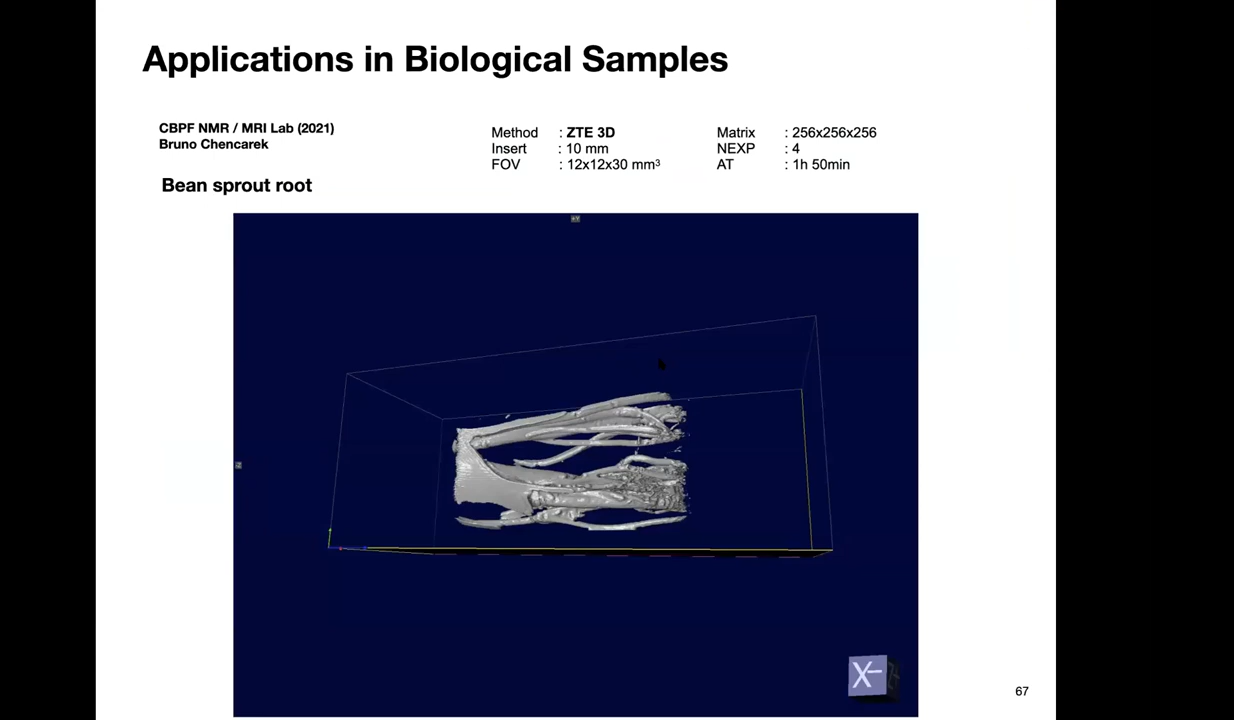 Applications in Biological Samples
CBPF NMR / MRI Lab (2021)
Bruno Chencarek
Bean sprout root
Method : ZTE 3D
Insert : 10 mm
FOV : 12x12x30 mm³
Matrix : 256x256x256
NEXP : 4
AT : 1h 50min
X-
67